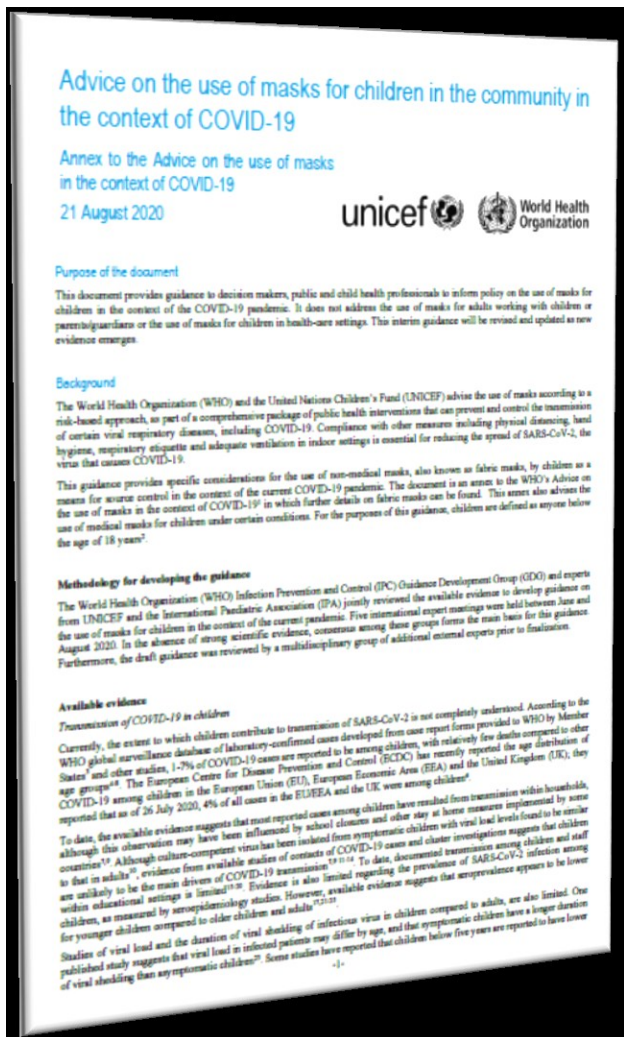 Advice on the use of masks for children in the community in
the context of COVID-19
Annex to the Advice on the use of masks
in the context of COVID-19
21 August 2020
unicef
World Health
Organization
Purpose of the document
This document provides guidance to decision makers, public and child health professionals to inform policy on the use of masks for
children in the context of the COVID-19 pandemic. It does not address the use of masks for adults working with children or
parents/guardians or the use of masks for children in health-care settings. This interim guidance will be revised and updated as new
evidence emerges.
Background
The World Health Organization (WHO) and the United Nations Children's Fund (UNICEF) advise the use of masks according to a
risk-based approach, as part of a comprehensive package of public health interventions that can prevent and control the transmission
of certain viral respiratory diseases, including COVID-19. Compliance with other measures including physical distancing, hand
hygiene, respiratory etiquette and adequate ventilation in indoor settings is essential for reducing the spread of SARS-CoV-2, the
virus that causes COVID-19.
This guidance provides specific considerations for the use of non-medical masks, also known as fabric masks, by children as a
means for source control in the context of the current COVID-19 pandemic. The document is an annex to the WHO's Advice on
the use of masks in the context of COVID-19¹ in which further details on fabric masks can be found. This annex also advises the
use of medical masks for children under certain conditions. For the purposes of this guidance, children are defined as anyone below
the age of 18 years².
Methodology for developing the guidance
The World Health Organization (WHO) Infection Prevention and Control (IPC) Guidance Development Group (GDG) and experts
from UNICEF and the International Paediatric Association (IPA) jointly reviewed the available evidence to develop guidance on
the use of masks for children in the context of the current pandemic. Five international expert meetings were held between June and
August 2020. In the absence of strong scientific evidence, consensus among these groups forms the main basis for this guidance.
Furthermore, the draft guidance was reviewed by a multidisciplinary group of additional external experts prior to finalization.
Available evidence
Transmission of COVID-19 in children
Currently, the extent to which children contribute to transmission of SARS-CoV-2 is not completely understood. According to the
WHO global surveillance database of laboratory-confirmed cases developed from case report forms provided to WHO by Member
States and other studies, 1-7% of COVID-19 cases are reported to be among children, with relatively few deaths compared to other
age groups. The European Centre for Disease Prevention and Control (ECDC) has recently reported the age distribution of
COVID-19 among children in the European Union (EU), European Economic Area (EEA) and the United Kingdom (UK); they
reported that as of 26 July 2020, 4% of all cases in the EU/EEA and the UK were among children.
To date, the available evidence suggests that most reported cases among children have resulted from transmission within households,
although this observation may have been influenced by school closures and other stay at home measures implemented by some
countries. Although culture-competent virus has been isolated from symptomatic children with viral load levels found to be similar
to that in adults, evidence from available studies of contacts of COVID-19 cases and cluster investigations suggests that children
are unlikely to be the main drivers of COVID-19 transmission. To date, documented transmission among children and staff
within educational settings is limited. Evidence is also limited regarding the prevalence of SARS-CoV-2 infection among
children, as measured by seroepidemiology studies. However, available evidence suggests that seroprevalence appears to be lower
for younger children compared to older children and adults.
Studies of viral load and the duration of viral shedding of infectious virus in children compared to adults, are also limited. One
published study suggests that viral load in infected patients may differ by age, and that symptomatic children have a longer duration
of viral shedding than asymptomatic children. Some studies have reported that children below five years are reported to have lower
-1-